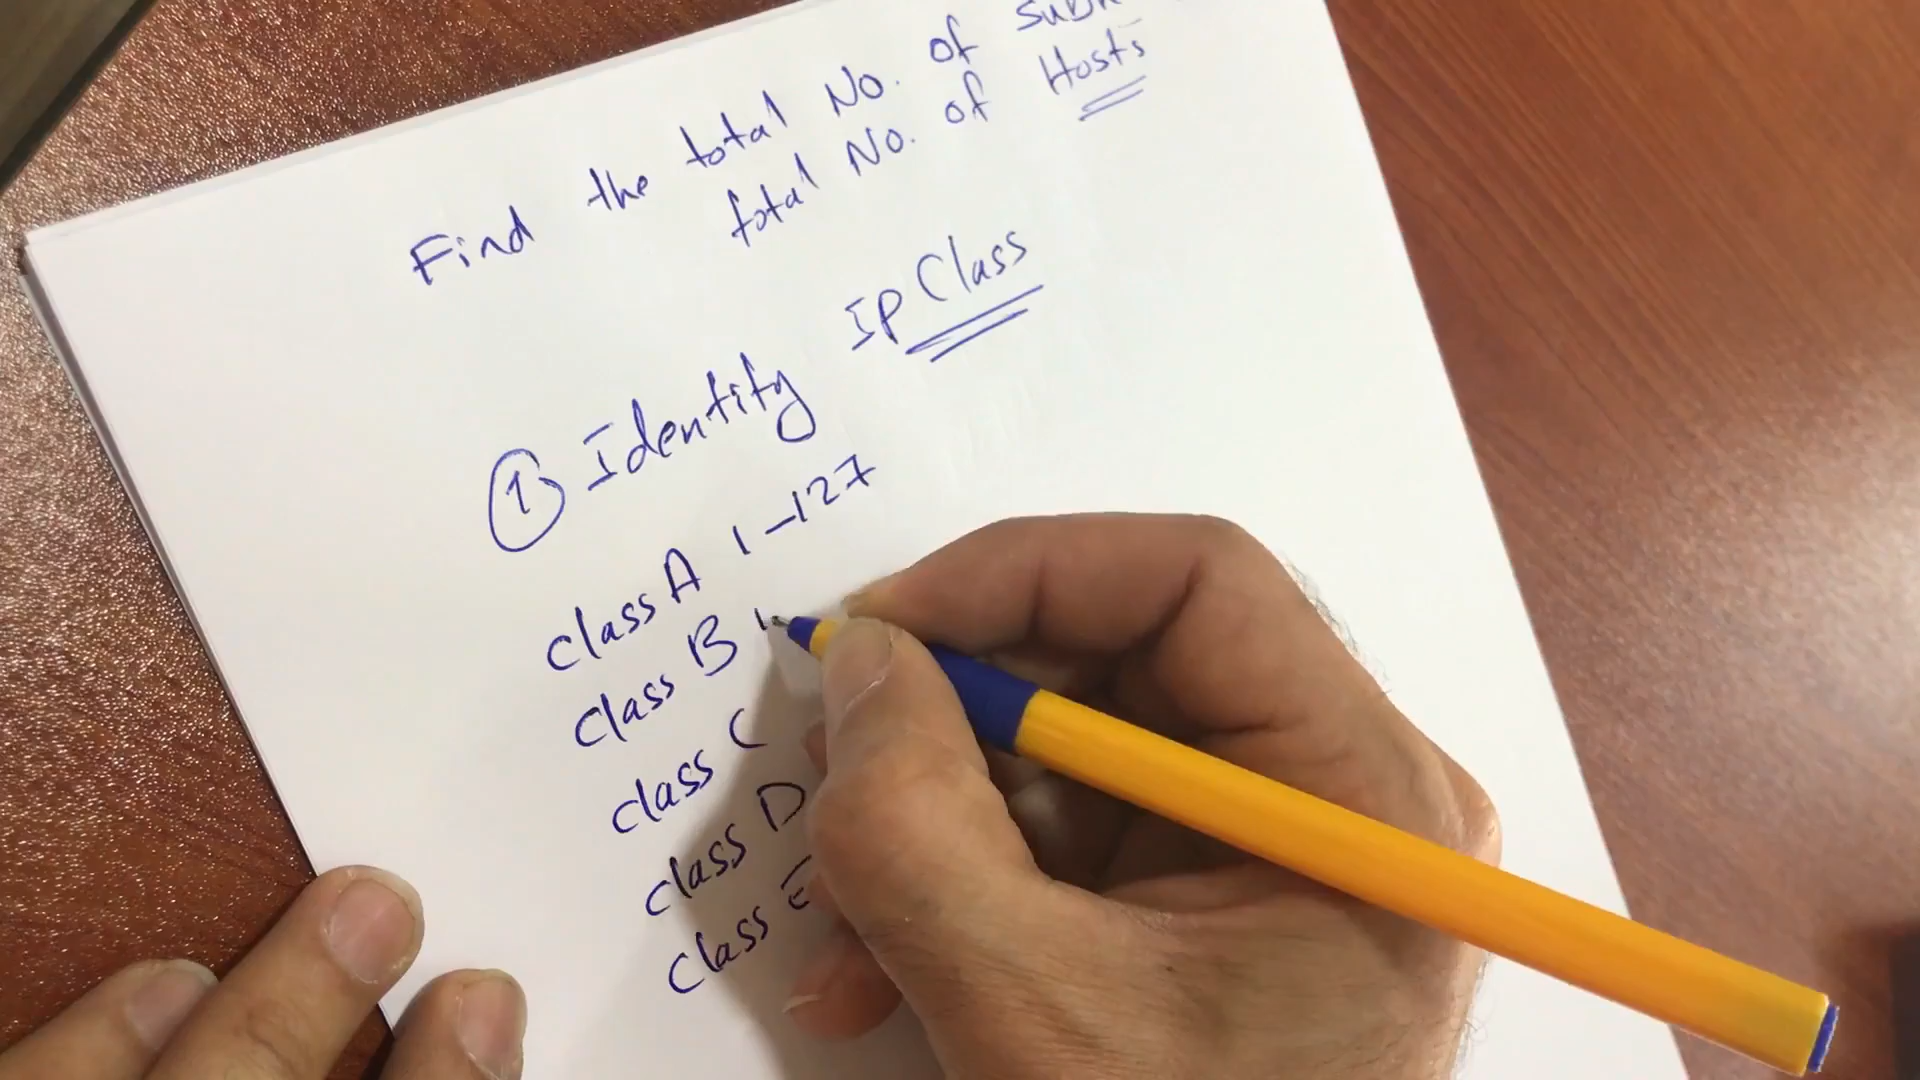 Find the total No. of
total No. of Hosts
① Identify IP Class
class A 1-127
class B 1
class C
class D
class E